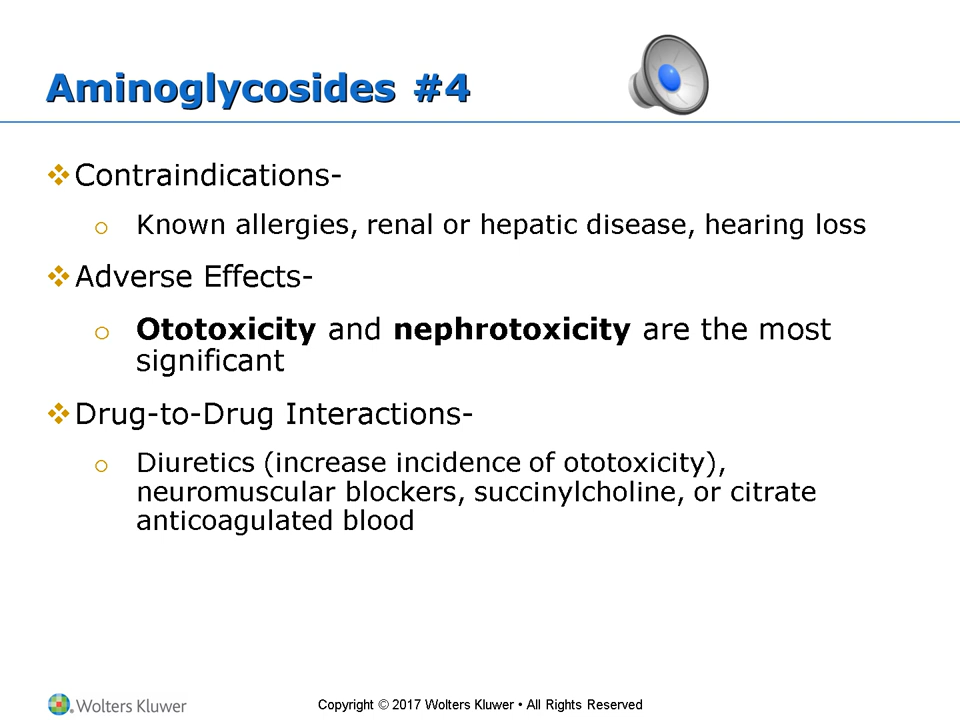 Aminoglycosides #4
Contraindications-
Known allergies, renal or hepatic disease, hearing loss
Adverse Effects-
Ototoxicity and nephrotoxicity are the most
significant
Drug-to-Drug Interactions-
Diuretics (increase incidence of ototoxicity),
neuromuscular blockers, succinylcholine, or citrate
anticoagulated blood
Wolters Kluwer
Copyright © 2017 Wolters Kluwer • All Rights Reserved